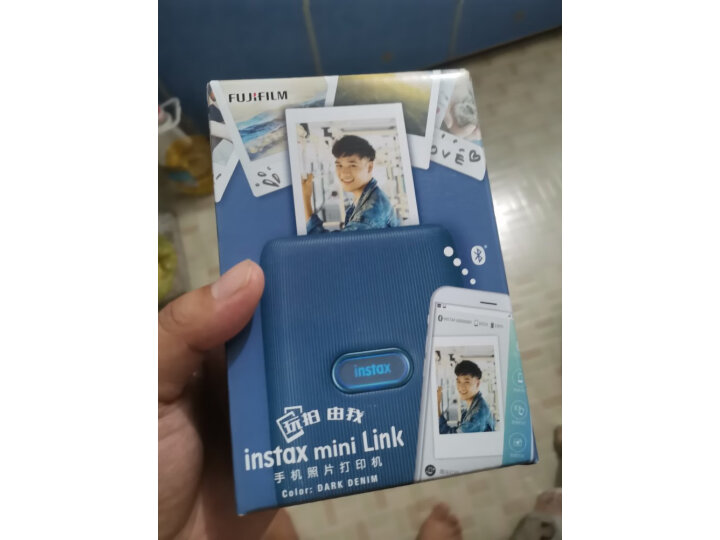 FUJIFILM
OVE
instax
玩拍 由我
instax mini Link
手机照片打印机
Color: DARK DENIM